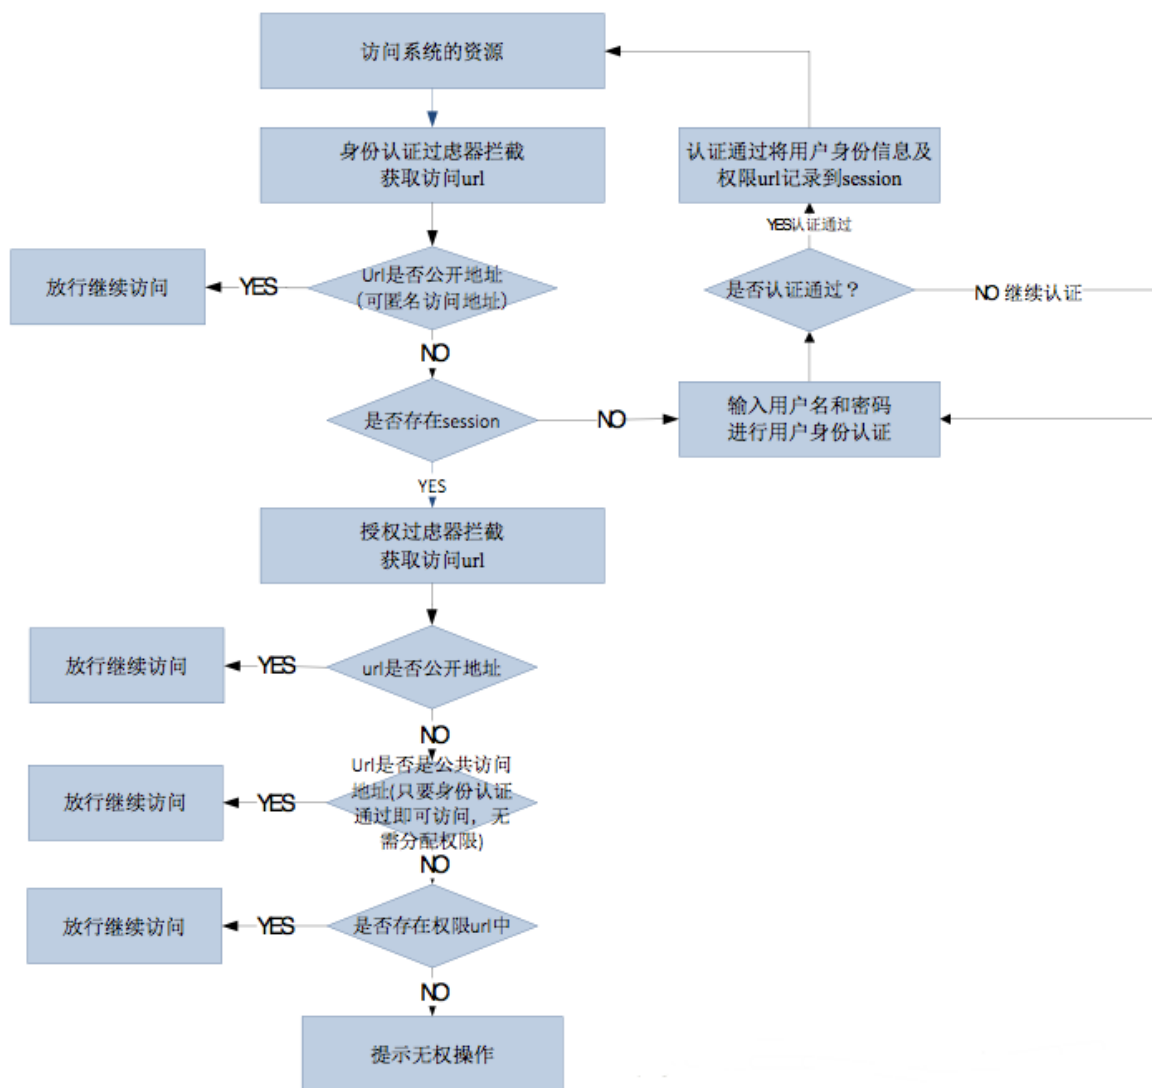 访问系统的资源
身份认证过虑器拦截
获取访问url
认证通过将用户身份信息及
权限url记录到session
YES认证通过
放行继续访问
YES
Url是否公开地址
（可匿名访问地址）
是否认证通过？
NO 继续认证
NO
是否存在session
NO
输入用户名和密码
进行用户身份认证
YES
授权过虑器拦截
获取访问url
放行继续访问
YES
url是否公开地址
NO
Url是否是公共访问
地址(只要身份认证
通过即可访问，无
需分配权限)
放行继续访问
YES
NO
放行继续访问
YES
是否存在权限url中
NO
提示无权操作